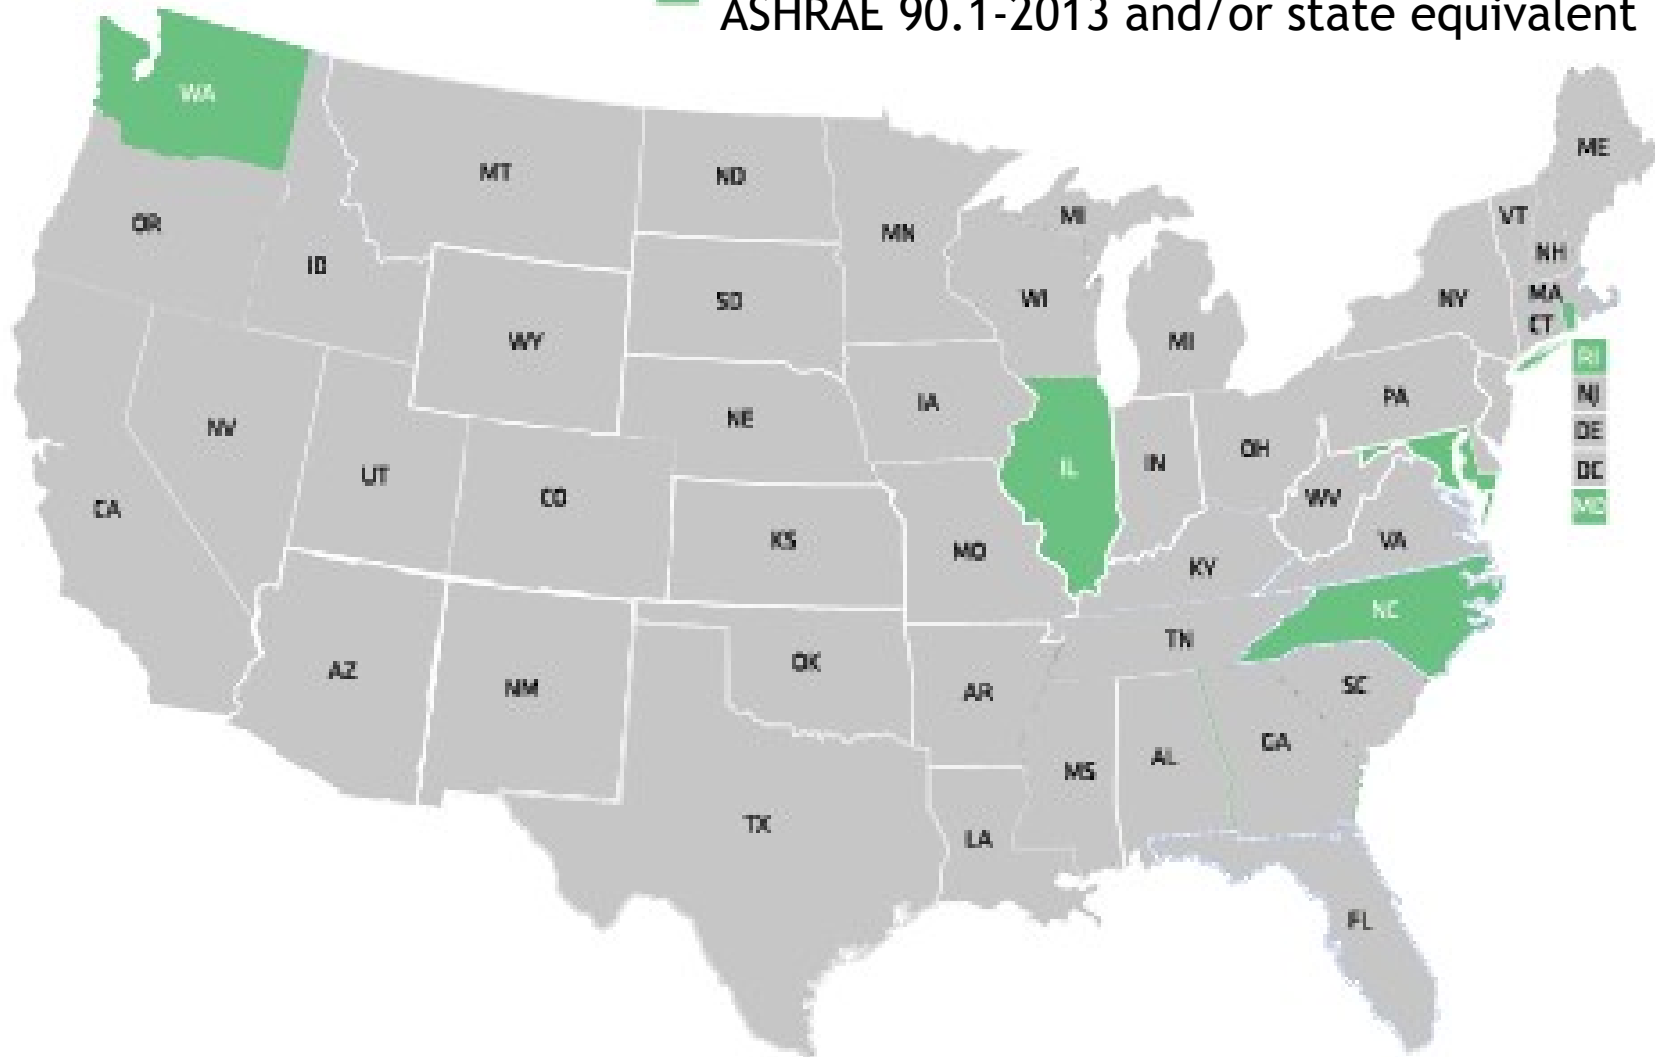 ASHRAE 90.1-2013 and/or state equivalent
WA
MT
ND
ME
OR
ID
MN
MI
VT
NH
SD
WI
NY
MA
CT
WY
MI
RI
NE
IA
PA
NJ
NV
UT
CO
IL
IN
OH
DE
CA
KS
MO
WV
DC
MD
VA
KY
NC
AZ
NM
OK
AR
TN
SC
GA
MS
AL
TX
LA
FL